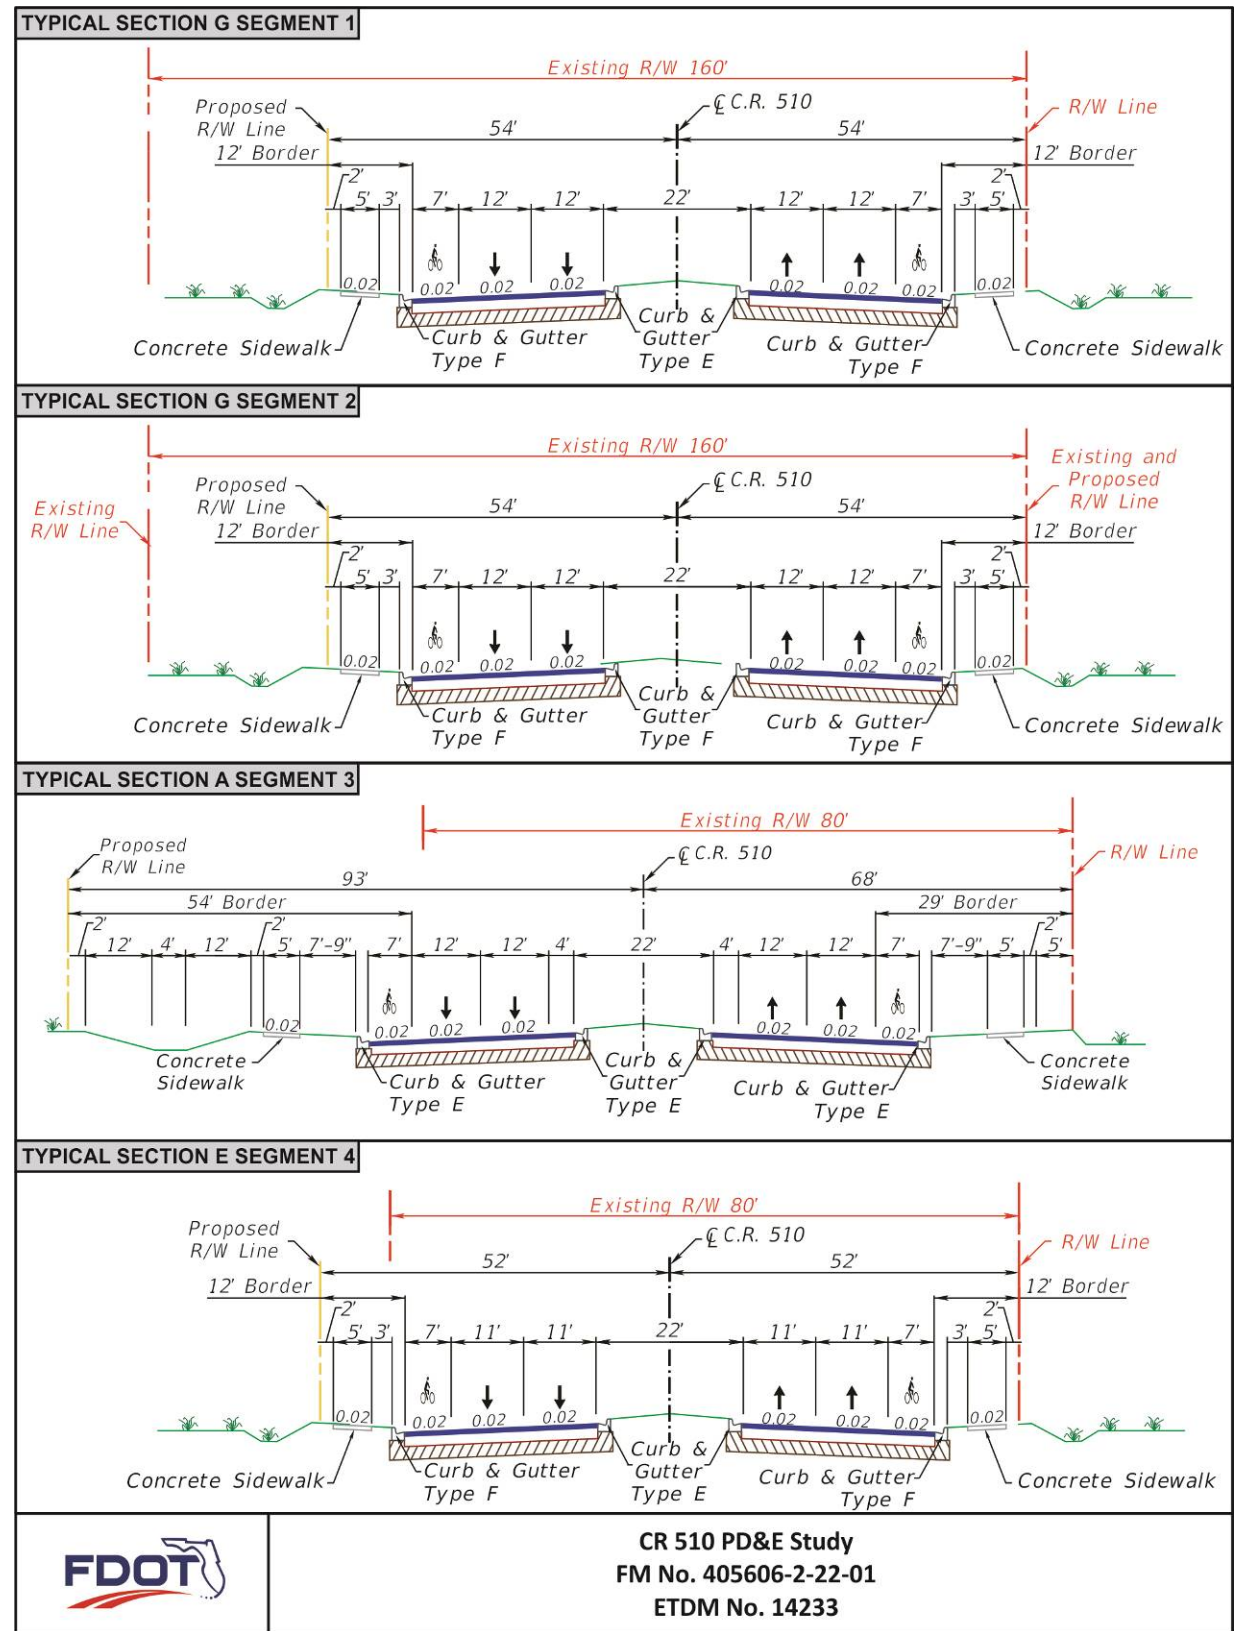 TYPICAL SECTION G SEGMENT 1
Existing R/W 160'
Proposed
R/W Line
℄ C.R. 510
R/W Line
54'
54'
12' Border
12' Border
2'
2'
5'
3'
7'
12'
12'
22'
12'
12'
7'
3'
5'
0.02
0.02
0.02
0.02
0.02
0.02
0.02
0.02
Concrete Sidewalk
Curb & Gutter
Type F
Curb &
Gutter
Type E
Curb & Gutter
Type F
Concrete Sidewalk
TYPICAL SECTION G SEGMENT 2
Existing R/W 160'
Existing
R/W Line
Proposed
R/W Line
℄ C.R. 510
Existing and
Proposed
R/W Line
54'
54'
12' Border
12' Border
2'
2'
5'
3'
7'
12'
12'
22'
12'
12'
7'
3'
5'
0.02
0.02
0.02
0.02
0.02
0.02
0.02
0.02
Concrete Sidewalk
Curb & Gutter
Type F
Curb &
Gutter
Type F
Curb & Gutter
Type F
Concrete Sidewalk
TYPICAL SECTION A SEGMENT 3
Existing R/W 80'
Proposed
R/W Line
℄ C.R. 510
R/W Line
93'
68'
54' Border
29' Border
2'
2'
2'
12'
4'
12'
5'
7'-9"
7'
12'
12'
4'
22'
4'
12'
12'
7'
7'-9"
5'
5'
0.02
0.02
0.02
0.02
0.02
0.02
0.02
Concrete
Sidewalk
Curb & Gutter
Type E
Curb &
Gutter
Type E
Curb & Gutter
Type E
Concrete
Sidewalk
TYPICAL SECTION E SEGMENT 4
Existing R/W 80'
Proposed
R/W Line
℄ C.R. 510
R/W Line
52'
52'
12' Border
12' Border
2'
2'
5'
3'
7'
11'
11'
22'
11'
11'
7'
3'
5'
0.02
0.02
0.02
0.02
0.02
0.02
0.02
0.02
Concrete Sidewalk
Curb & Gutter
Type F
Curb &
Gutter
Type E
Curb & Gutter
Type F
Concrete Sidewalk
FDOT
CR 510 PD&E Study
FM No. 405606-2-22-01
ETDM No. 14233